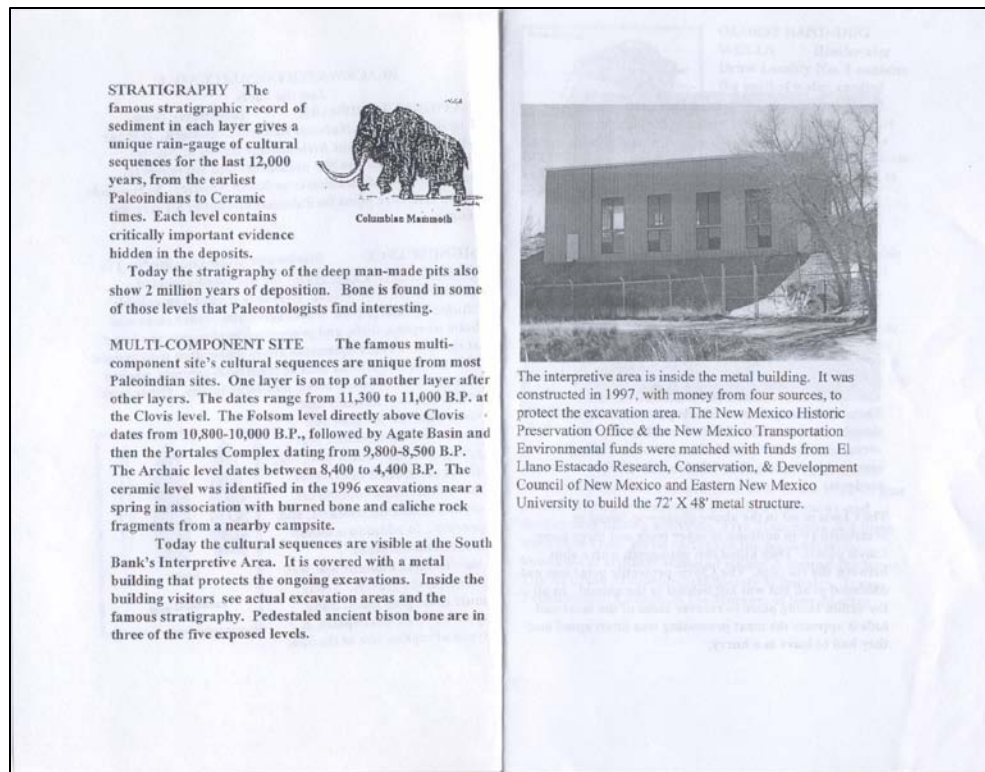 STRATIGRAPHY The
famous stratigraphic record of
sediment in each layer gives a
unique rain-gauge of cultural
sequences for the last 12,000
years, from the earliest
Paleoindians to Ceramic
times. Each level contains
critically important evidence
hidden in the deposits.
Columbian Mammoth
Today the stratigraphy of the deep man-made pits also
show 2 million years of deposition. Bone is found in some
of those levels that Paleontologists find interesting.
MULTI-COMPONENT SITE The famous multi-
component site's cultural sequences are unique from most
Paleoindian sites. One layer is on top of another layer after
other layers. The dates range from 11,300 to 11,000 B.P. at
the Clovis level. The Folsom level directly above Clovis
dates from 10,800-10,000 B.P., followed by Agate Basin and
then the Portales Complex dating from 9,800-8,500 B.P.
The Archaic level dates between 8,400 to 4,400 B.P. The
ceramic level was identified in the 1996 excavations near a
spring in association with burned bone and caliche rock
fragments from a nearby campsite.
Today the cultural sequences are visible at the South
Bank's Interpretive Area. It is covered with a metal
building that protects the ongoing excavations. Inside the
building visitors see actual excavation areas and the
famous stratigraphy. Pedestaled ancient bison bone are in
three of the five exposed levels.
The interpretive area is inside the metal building. It was
constructed in 1997, with money from four sources, to
protect the excavation area. The New Mexico Historic
Preservation Office & the New Mexico Transportation
Environmental funds were matched with funds from El
Llano Estacado Research, Conservation, & Development
Council of New Mexico and Eastern New Mexico
University to build the 72' X 48' metal structure.